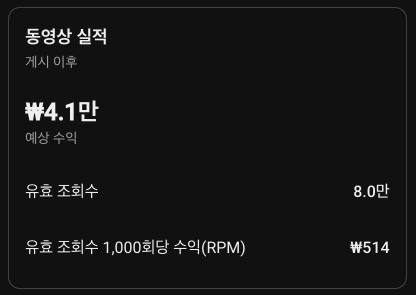 동영상 실적
게시 이후
₩4.1만
예상 수익
유효 조회수 8.0만
유효 조회수 1,000회당 수익(RPM) ₩514